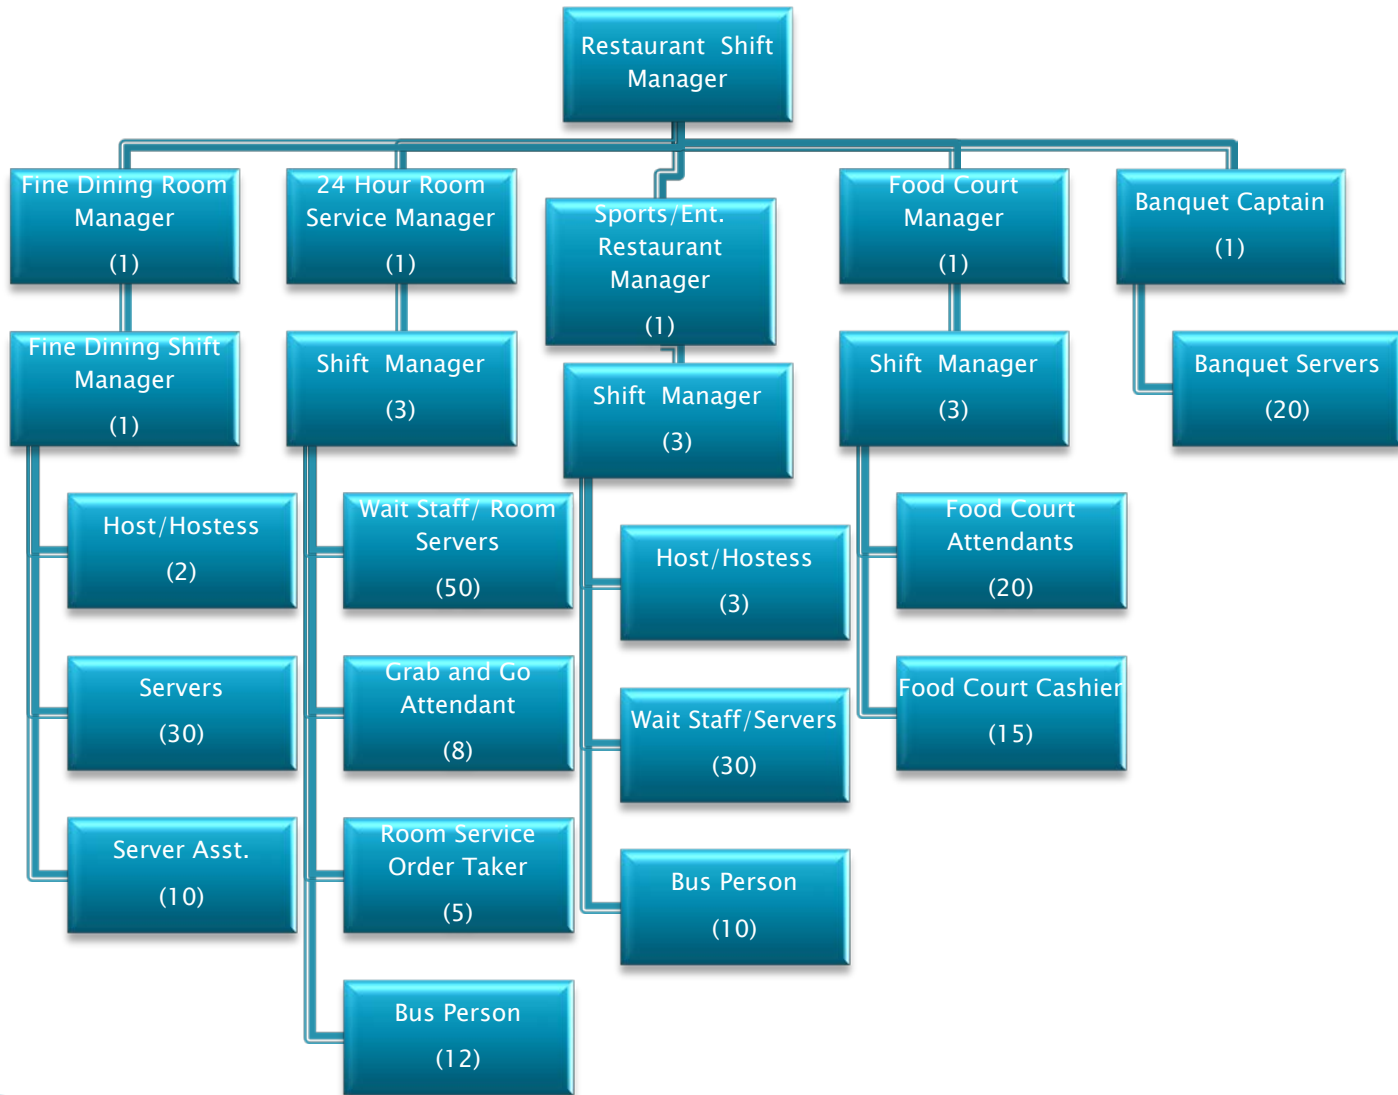 Restaurant Shift
Manager
Fine Dining Room
Manager
(1)
24 Hour Room
Service Manager
(1)
Sports/Ent.
Restaurant
Manager
(1)
Food Court
Manager
(1)
Banquet Captain
(1)
Fine Dining Shift
Manager
(1)
Shift Manager
(3)
Shift Manager
(3)
Shift Manager
(3)
Banquet Servers
(20)
Host/Hostess
(2)
Wait Staff/ Room
Servers
(50)
Host/Hostess
(3)
Food Court
Attendants
(20)
Servers
(30)
Grab and Go
Attendant
(8)
Wait Staff/Servers
(30)
Food Court Cashier
(15)
Server Asst.
(10)
Room Service
Order Taker
(5)
Bus Person
(10)
Bus Person
(12)